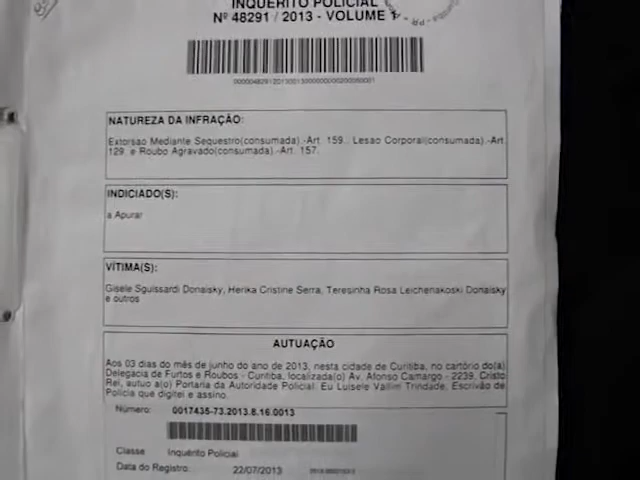 INQUÉRITO POLICIAL
Nº 48291 / 2013 - VOLUME 1
NATUREZA DA INFRAÇÃO:
Extorsao Mediante Sequestro(consumada) -Art. 159, Lesao Corporal(consumada) -Art.
129 e Roubo Agravado(consumada) -Art. 157.
INDICIADO(S):
a Apurar
VÍTIMA(S):
Gisele Sguissardi Donaisky, Herika Cristine Serra, Teresinha Rosa Leichenakoski Donaisky
e outros
AUTUAÇÃO
Aos 03 dias do mês de junho do ano de 2013, nesta cidade de Curitiba, no cartório do(a)
Delegacia de Furtos e Roubos - Curitiba, localizada(o) Av. Afonso Camargo - 2239, Cristo
Rei, autuo a(o) Portaria da Autoridade Policial. Eu Luisele Vallim Trindade, Escrivão de
Polícia que digitei e assino.
Número: 0017435-73.2013.8.16.0013
Classe Inquérito Policial
Data do Registro: 22/07/2013